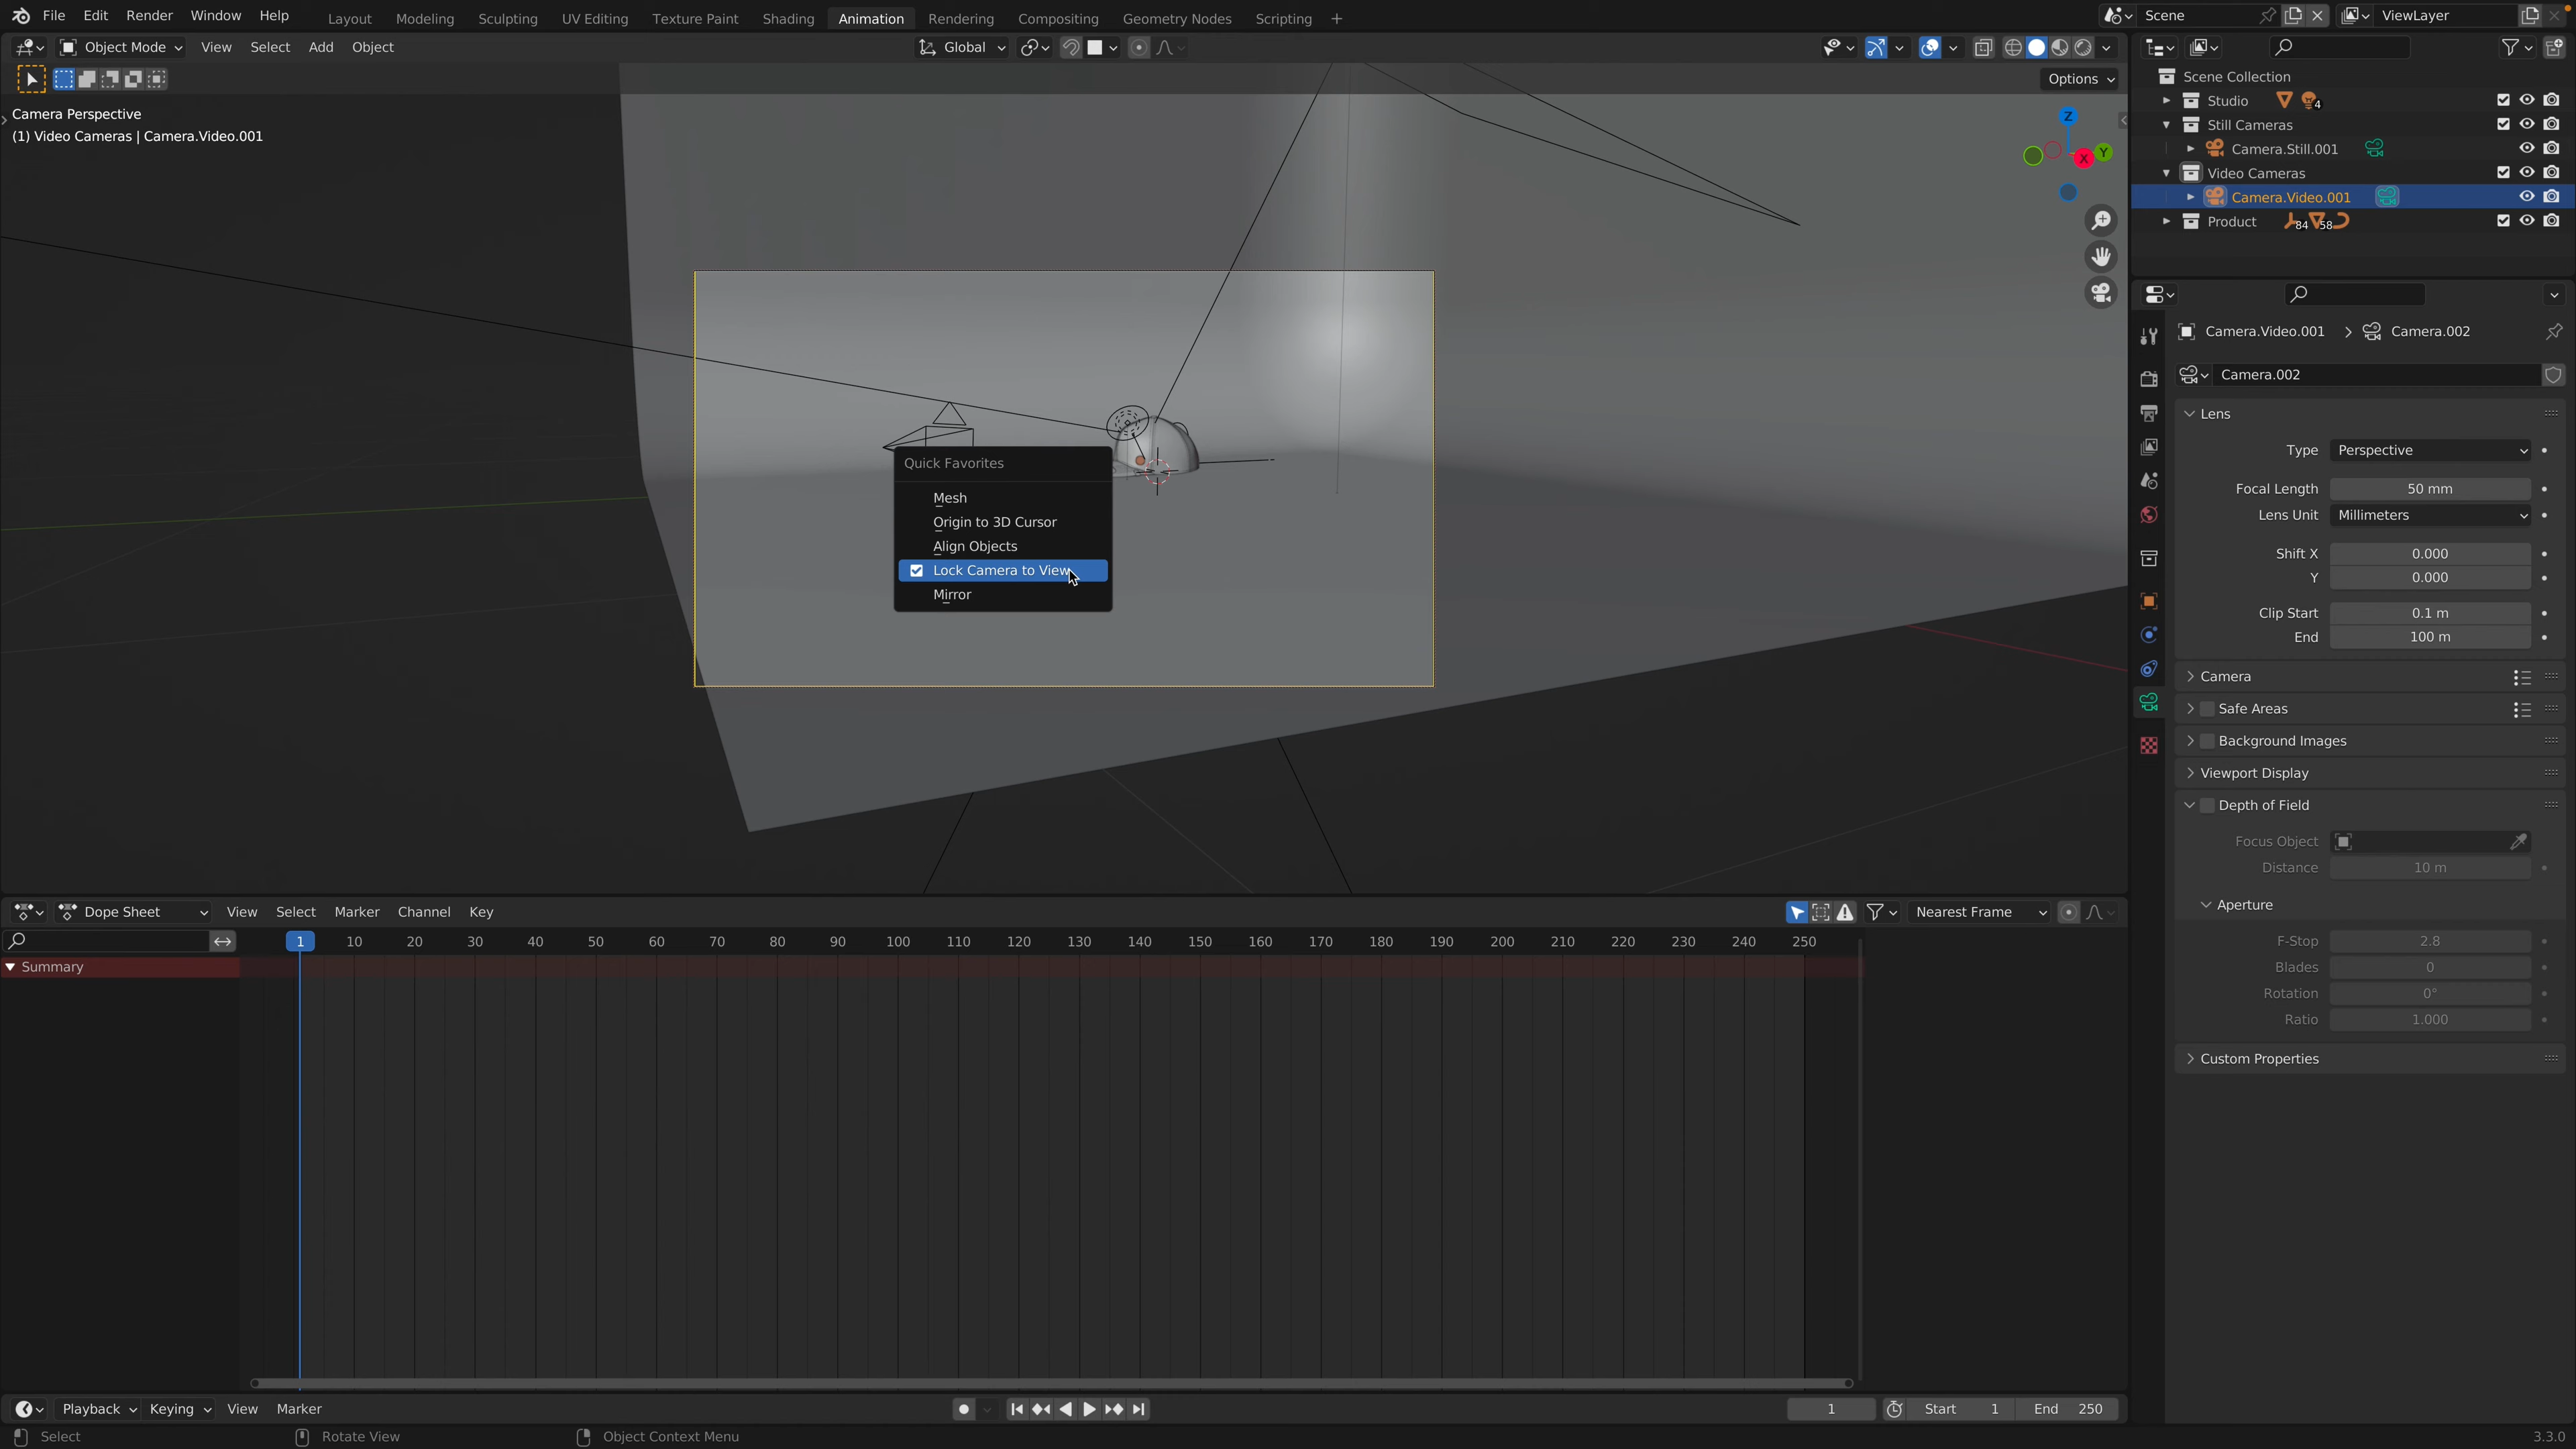 File Edit Render Window Help Layout Modeling Sculpting UV Editing Texture Paint Shading Animation Rendering Compositing Geometry Nodes Scripting + Scene ViewLayer
Object Mode View Select Add Object Global
Options
Camera Perspective
(1) Video Cameras | Camera.Video.001
Z
X
Y
Quick Favorites
Mesh
Origin to 3D Cursor
Align Objects
Lock Camera to View
Mirror
Scene Collection
Studio 4
Still Cameras
Camera.Still.001
Video Cameras
Camera.Video.001
Product 84 58
Camera.Video.001 > Camera.002
Camera.002
Lens
Type Perspective
Focal Length 50 mm
Lens Unit Millimeters
Shift X 0.000
Y 0.000
Clip Start 0.1 m
End 100 m
Camera
Safe Areas
Background Images
Viewport Display
Depth of Field
Focus Object
Distance 10 m
Aperture
F-Stop 2.8
Blades 0
Rotation 0°
Ratio 1.000
Custom Properties
Dope Sheet View Select Marker Channel Key Nearest Frame
1 10 20 30 40 50 60 70 80 90 100 110 120 130 140 150 160 170 180 190 200 210 220 230 240 250
Summary
Playback Keying View Marker 1 Start 1 End 250
Select Rotate View Object Context Menu 3.3.0